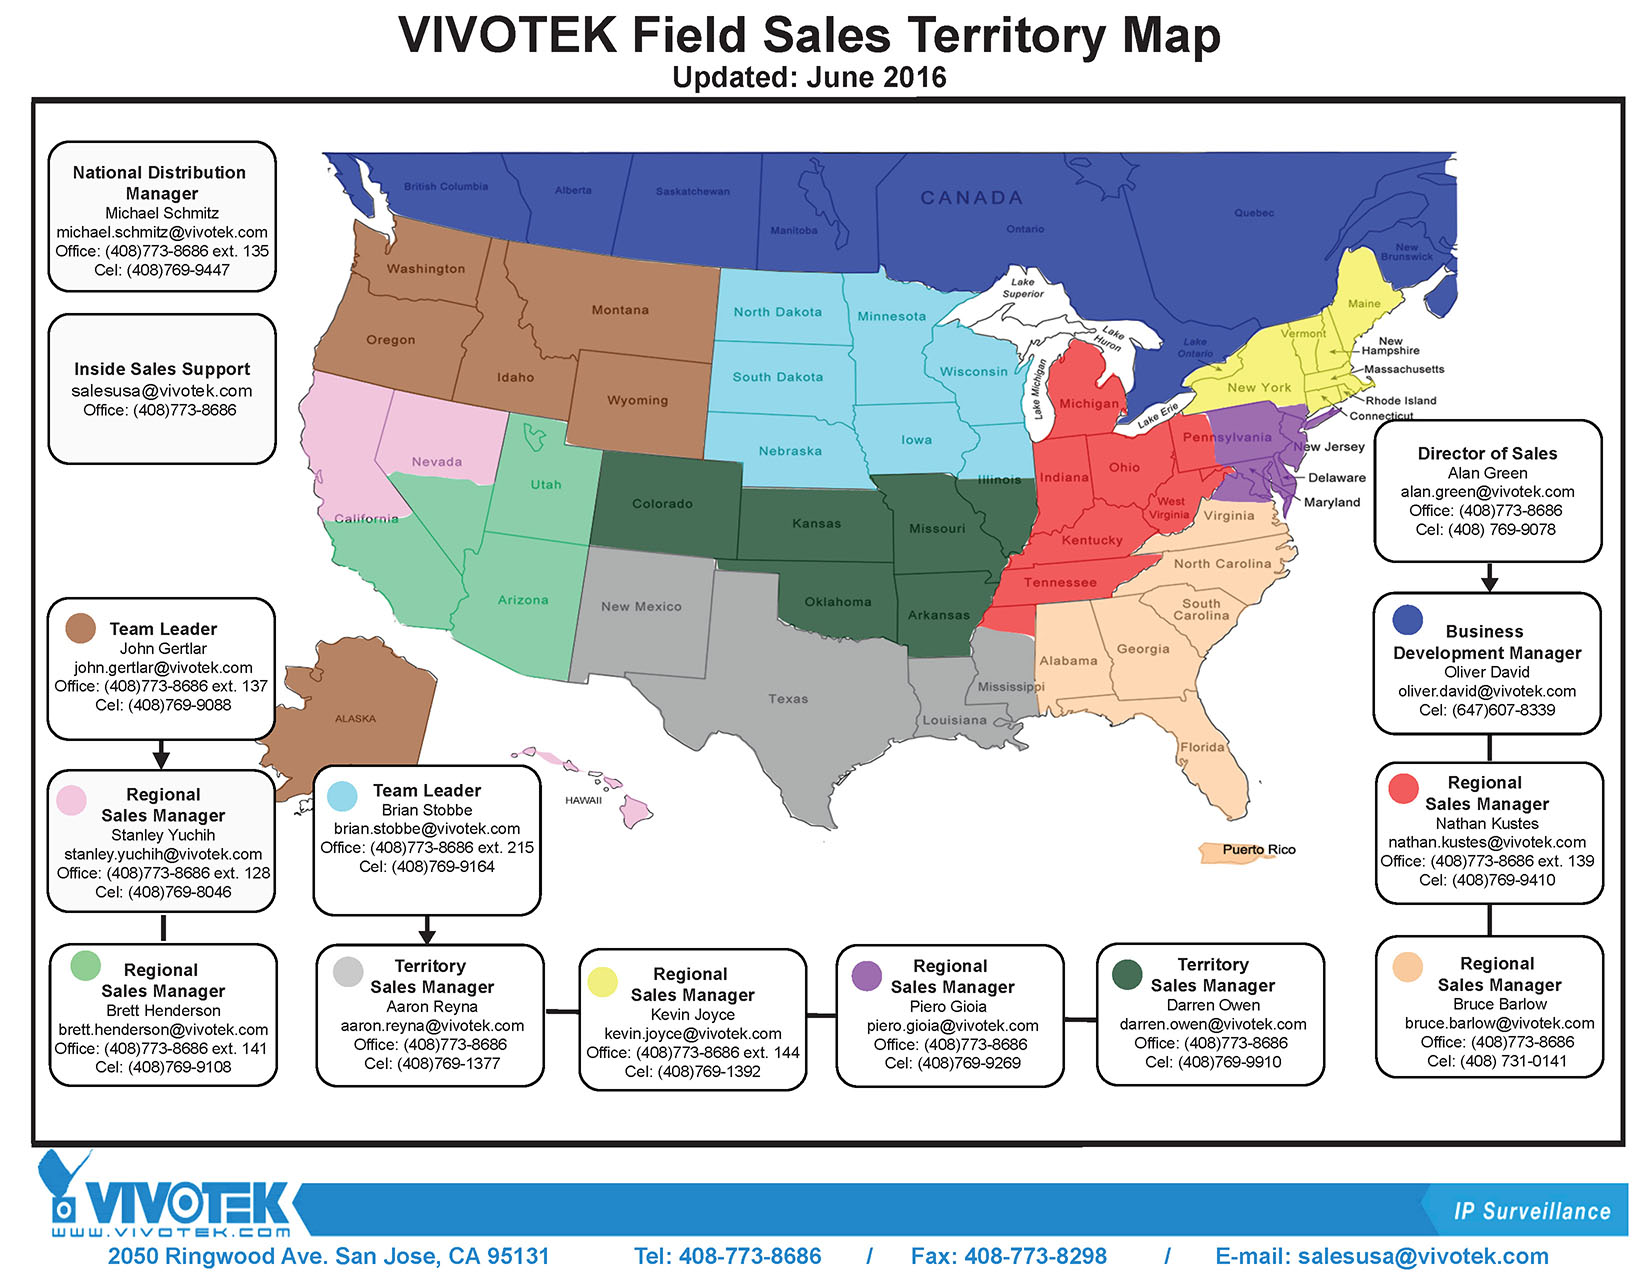 VIVOTEK Field Sales Territory Map
Updated: June 2016
National Distribution
Manager
Michael Schmitz
michael.schmitz@vivotek.com
Office: (408)773-8686 ext. 135
Cel: (408)769-9447
Inside Sales Support
salesusa@vivotek.com
Office: (408)773-8686
British Columbia
Alberta
Saskatchewan
Manitoba
CANADA
Ontario
Quebec
New
Brunswick
Washington
Oregon
Idaho
Montana
Wyoming
North Dakota
South Dakota
Nebraska
Minnesota
Wisconsin
Iowa
Illinois
Lake
Superior
Lake
Huron
Lake Michigan
Lake Erie
Lake
Ontario
Michigan
Indiana
Ohio
West
Virginia
Kentucky
Tennessee
Maine
Vermont
New
Hampshire
Massachusetts
New York
Rhode Island
Connecticut
Pennsylvania
New Jersey
Delaware
Maryland
Nevada
California
Utah
Arizona
Colorado
Kansas
Missouri
Oklahoma
Arkansas
New Mexico
Texas
Louisiana
Mississippi
Virginia
North Carolina
South
Carolina
Georgia
Alabama
Florida
Puerto Rico
ALASKA
HAWAII
Director of Sales
Alan Green
alan.green@vivotek.com
Office: (408)773-8686
Cel: (408) 769-9078
Business
Development Manager
Oliver David
oliver.david@vivotek.com
Cel: (647)607-8339
Regional
Sales Manager
Nathan Kustes
nathan.kustes@vivotek.com
Office: (408)773-8686 ext. 139
Cel: (408)769-9410
Regional
Sales Manager
Bruce Barlow
bruce.barlow@vivotek.com
Office: (408)773-8686
Cel: (408) 731-0141
Team Leader
John Gertlar
john.gertlar@vivotek.com
Office: (408)773-8686 ext. 137
Cel: (408)769-9088
Regional
Sales Manager
Stanley Yuchih
stanley.yuchih@vivotek.com
Office: (408)773-8686 ext. 128
Cel: (408)769-8046
Regional
Sales Manager
Brett Henderson
brett.henderson@vivotek.com
Office: (408)773-8686 ext. 141
Cel: (408)769-9108
Team Leader
Brian Stobbe
brian.stobbe@vivotek.com
Office: (408)773-8686 ext. 215
Cel: (408)769-9164
Territory
Sales Manager
Aaron Reyna
aaron.reyna@vivotek.com
Office: (408)773-8686
Cel: (408)769-1377
Regional
Sales Manager
Kevin Joyce
kevin.joyce@vivotek.com
Office: (408)773-8686 ext. 144
Cel: (408)769-1392
Regional
Sales Manager
Piero Gioia
piero.gioia@vivotek.com
Office: (408)773-8686
Cel: (408)769-9269
Territory
Sales Manager
Darren Owen
darren.owen@vivotek.com
Office: (408)773-8686
Cel: (408)769-9910
VIVOTEK
www.vivotek.com
IP Surveillance
2050 Ringwood Ave. San Jose, CA 95131 Tel: 408-773-8686 / Fax: 408-773-8298 / E-mail: salesusa@vivotek.com